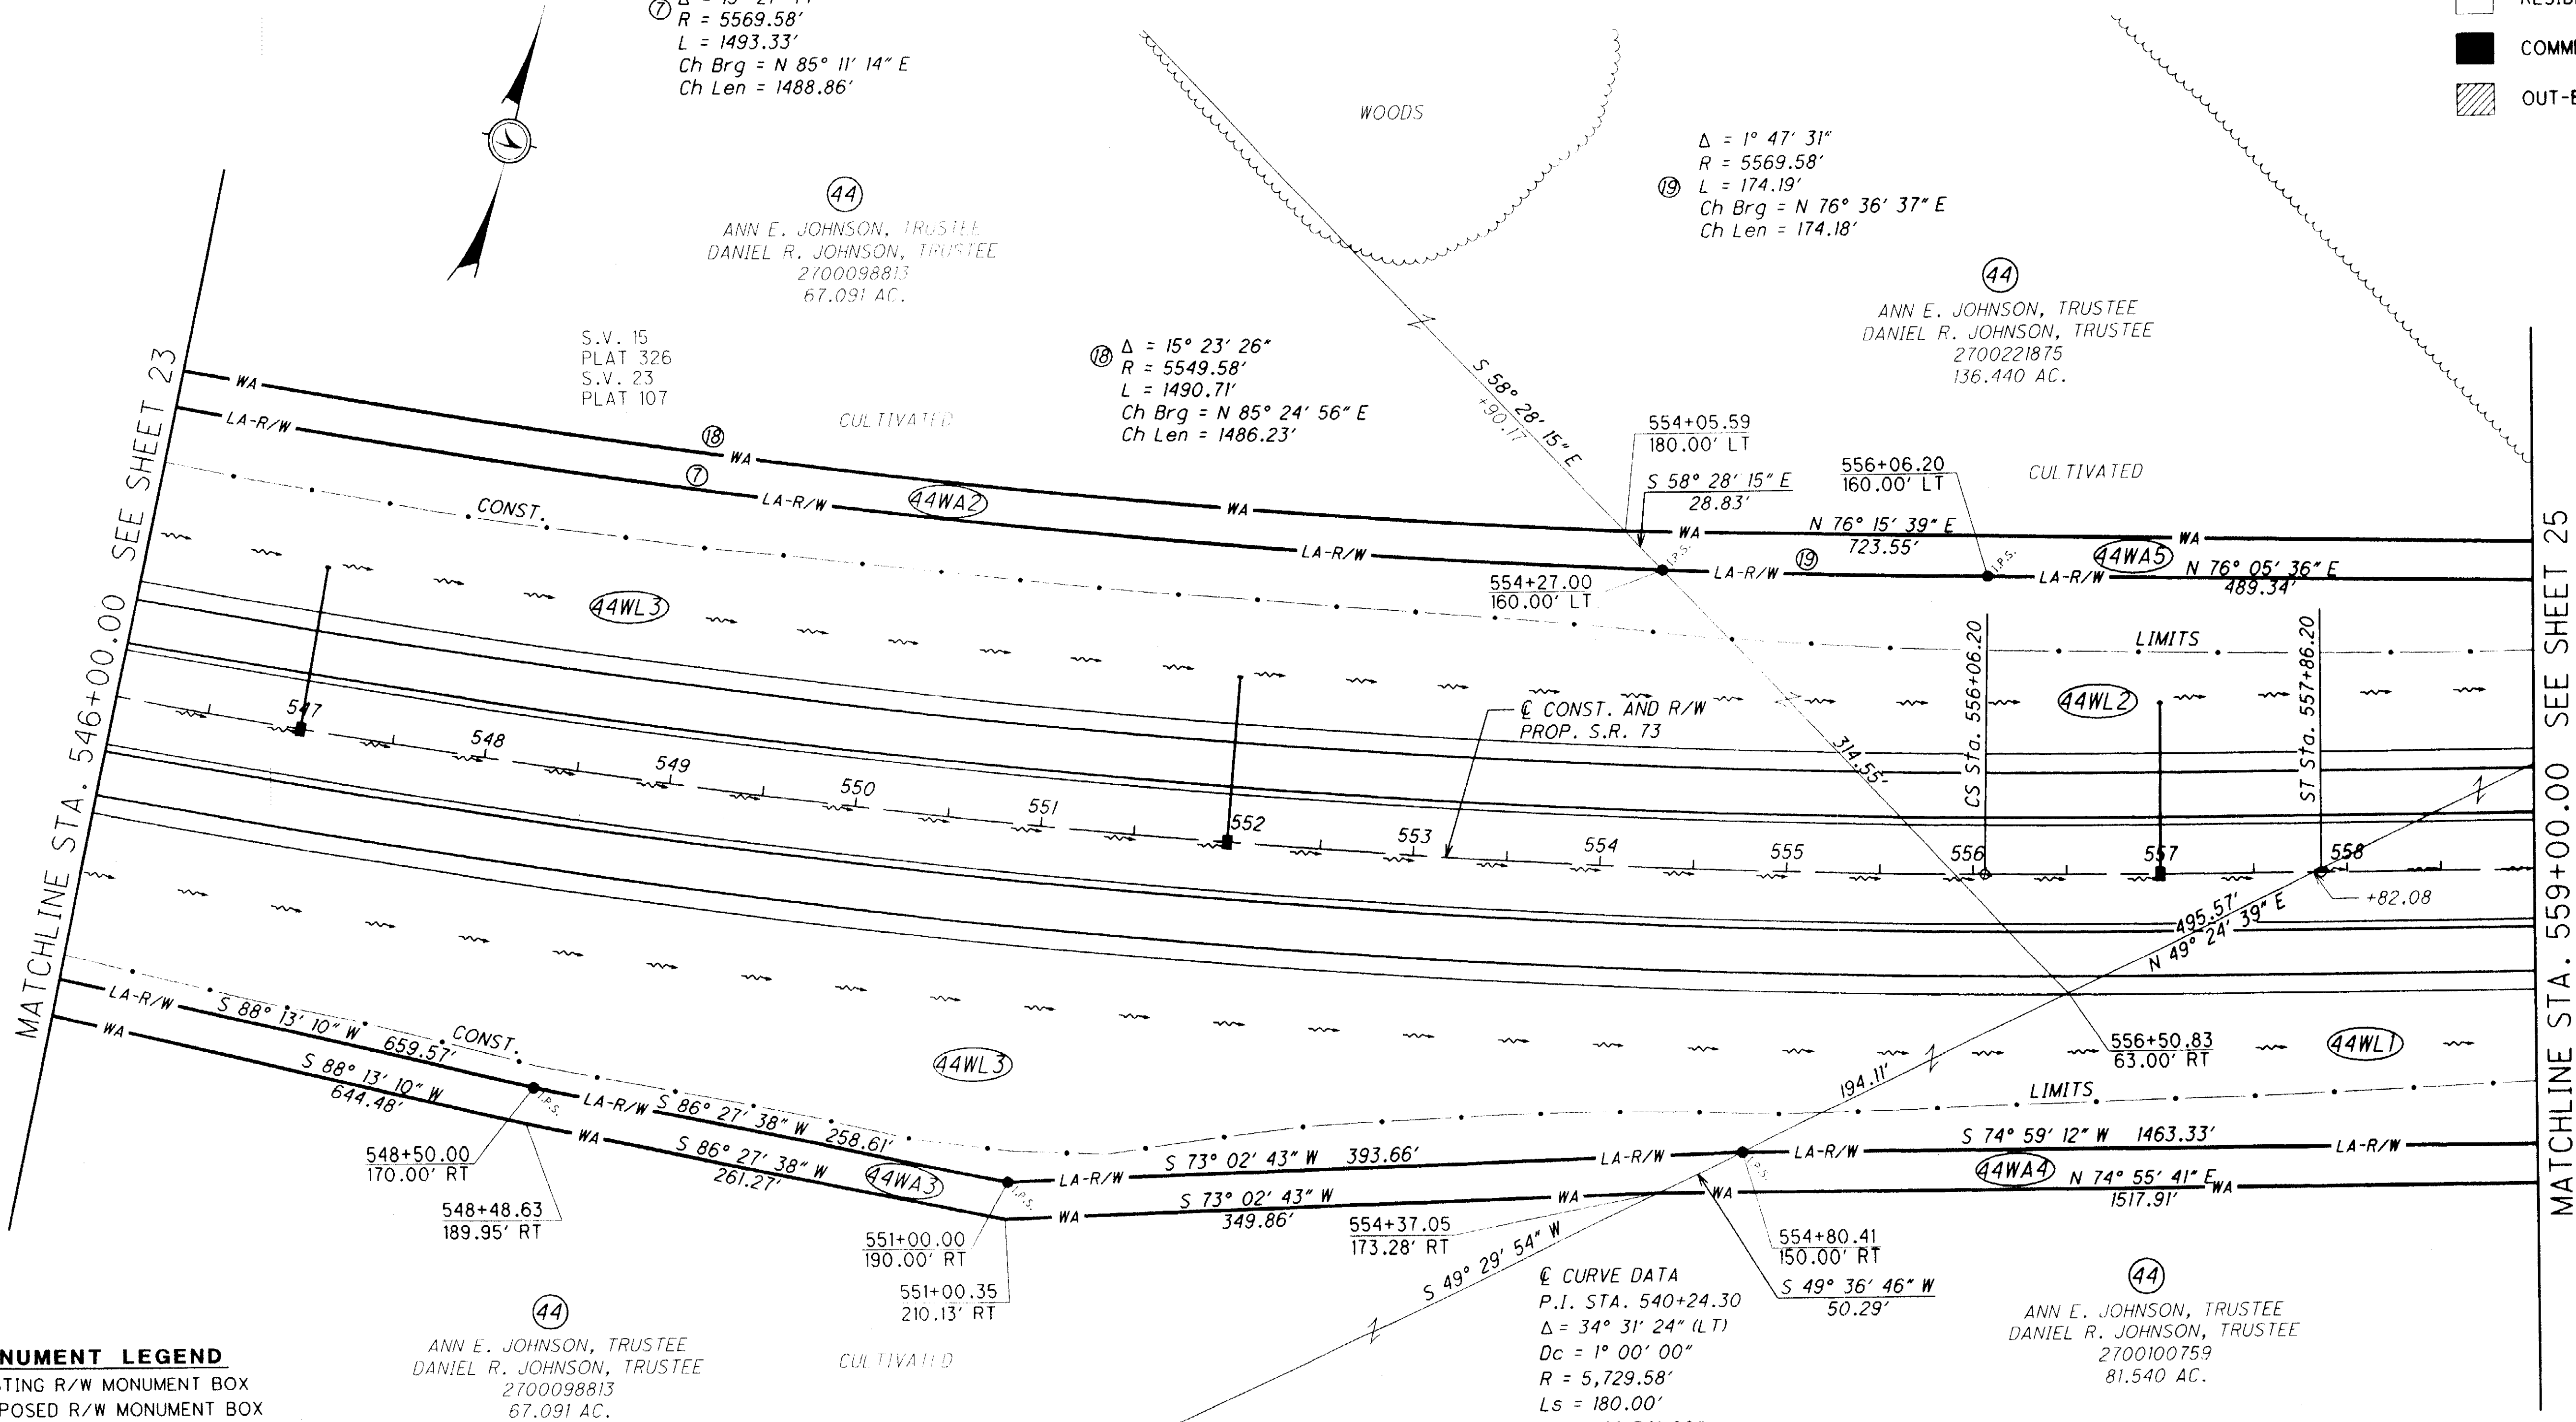 ⑦
R = 5569.58'
L = 1493.33'
Ch Brg = N 85° 11' 14" E
Ch Len = 1488.86'
COMM
OUT-B
WOODS
Δ = 1° 47' 31"
R = 5569.58'
⑲ L = 174.19'
Ch Brg = N 76° 36' 37" E
Ch Len = 174.18'
44
ANN E. JOHNSON, TRUSTEE
DANIEL R. JOHNSON, TRUSTEE
2700098813
67.091 AC.
44
ANN E. JOHNSON, TRUSTEE
DANIEL R. JOHNSON, TRUSTEE
2700221875
136.440 AC.
S.V. 15
PLAT 326
S.V. 23
PLAT 107
CULTIVATED
⑱ Δ = 15° 23' 26"
R = 5549.58'
L = 1490.71'
Ch Brg = N 85° 24' 56" E
Ch Len = 1486.23'
S 58° 28' 15" E
+90.17
554+05.59
180.00' LT
S 58° 28' 15" E
28.83'
556+06.20
160.00' LT
CULTIVATED
MATCHLINE STA. 546+00.00 SEE SHEET 23
WA
⑱
WA
WA
WA
N 76° 15' 39" E
723.55'
WA
LA-R/W
⑦
LA-R/W
44WA2
LA-R/W
I.P.S.
LA-R/W
⑲
I.P.S.
LA-R/W
44WA5
N 76° 05' 36" E
489.34'
554+27.00
160.00' LT
CONST.
LIMITS
44WL3
44WL2
CS Sta. 556+06.20
ST Sta. 557+86.20
℄ CONST. AND R/W
PROP. S.R. 73
314.55'
547
548
549
550
551
552
553
554
555
556
557
558
+82.08
495.57'
N 49° 24' 39" E
556+50.83
63.00' RT
44WL1
194.11'
LIMITS
44WL3
CONST.
LA-R/W
S 88° 13' 10" W
659.57'
I.P.S.
LA-R/W
S 86° 27' 38" W 258.61'
I.P.S.
LA-R/W
S 73° 02' 43" W 393.66'
LA-R/W
I.P.S.
LA-R/W
S 74° 59' 12" W 1463.33'
LA-R/W
WA
S 88° 13' 10" W
644.48'
WA
S 86° 27' 38" W
261.27'
44WA3
WA
S 73° 02' 43" W
349.86'
WA
WA
44WA4
N 74° 55' 41" E
1517.91'
WA
548+50.00
170.00' RT
548+48.63
189.95' RT
551+00.00
190.00' RT
551+00.35
210.13' RT
554+37.05
173.28' RT
S 49° 29' 54" W
554+80.41
150.00' RT
S 49° 36' 46" W
50.29'
℄ CURVE DATA
P.I. STA. 540+24.30
Δ = 34° 31' 24" (LT)
Dc = 1° 00' 00"
R = 5,729.58'
Ls = 180.00'
44
ANN E. JOHNSON, TRUSTEE
DANIEL R. JOHNSON, TRUSTEE
2700098813
67.091 AC.
CULTIVATED
44
ANN E. JOHNSON, TRUSTEE
DANIEL R. JOHNSON, TRUSTEE
2700100759
81.540 AC.
NUMENT LEGEND
STING R/W MONUMENT BOX
POSED R/W MONUMENT BOX
MATCHLINE STA. 559+00.00 SEE SHEET 25